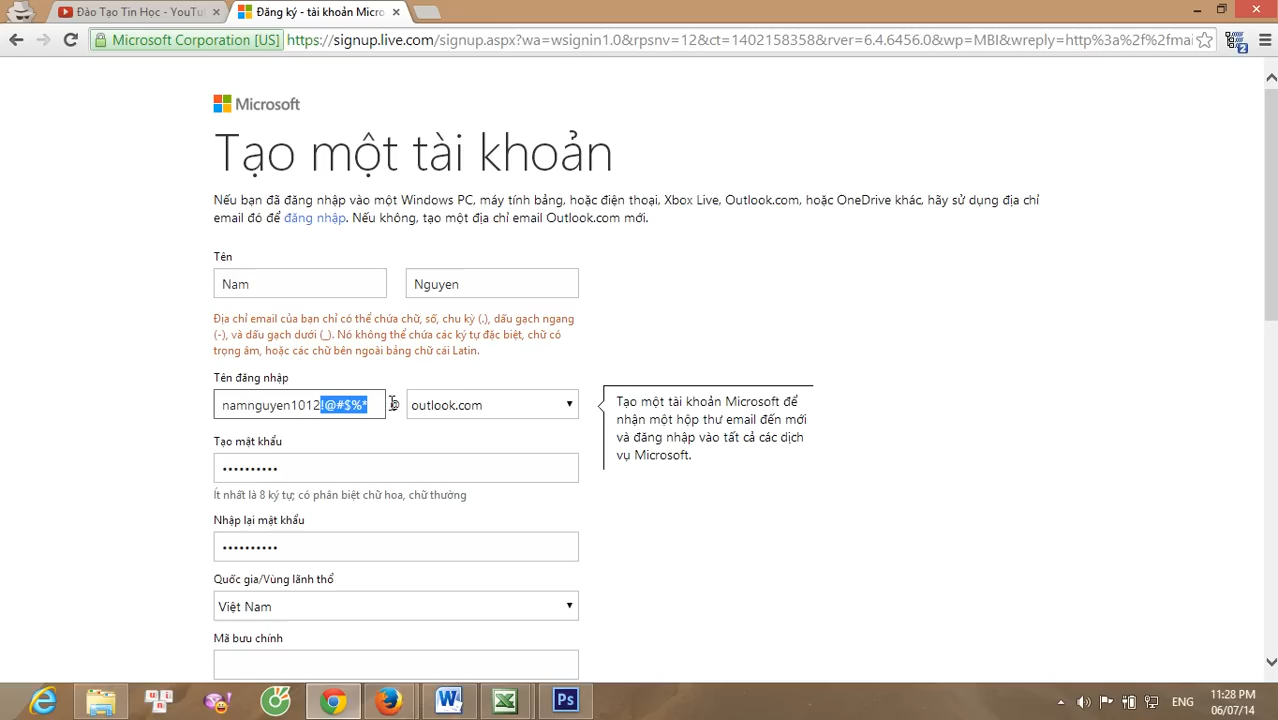 Đào Tạo Tin Học - YouTu
Đăng ký - tài khoản Micro
Microsoft Corporation [US]
https://signup.live.com/signup.aspx?wa=wsignin1.0&rpsnv=12&ct=1402158358&rver=6.4.6456.0&wp=MBI&wreply=http%3a%2f%2fmai
Microsoft
Tạo một tài khoản
Nếu bạn đã đăng nhập vào một Windows PC, máy tính bảng, hoặc điện thoại, Xbox Live, Outlook.com, hoặc OneDrive khác, hãy sử dụng địa chỉ
email đó để đăng nhập. Nếu không, tạo một địa chỉ email Outlook.com mới.
Tên
Nam
Nguyen
Địa chỉ email của bạn chỉ có thể chứa chữ, số, chu kỳ (.), dấu gạch ngang
(-), và dấu gạch dưới (_). Nó không thể chứa các ký tự đặc biệt, chữ có
trọng âm, hoặc các chữ bên ngoài bảng chữ cái Latin.
Tên đăng nhập
namnguyen1012!@#$%*
@
outlook.com
Tạo một tài khoản Microsoft để
nhận một hộp thư email đến mới
và đăng nhập vào tất cả các dịch
vụ Microsoft.
Tạo mật khẩu
••••••••••
Ít nhất là 8 ký tự; có phân biệt chữ hoa, chữ thường
Nhập lại mật khẩu
••••••••••
Quốc gia/Vùng lãnh thổ
Việt Nam
Mã bưu chính
ENG
11:28 PM
06/07/14